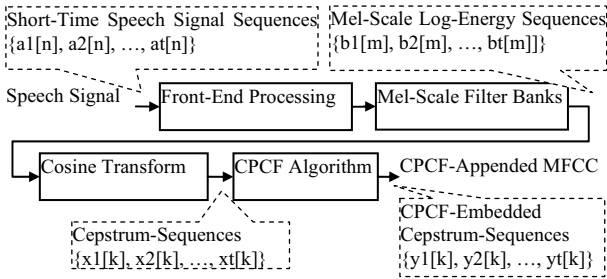 Short-Time Speech Signal Sequences
{a1[n], a2[n], …, at[n]}
Mel-Scale Log-Energy Sequences
{b1[m], b2[m], …, bt[m]]}
Speech Signal
Front-End Processing
Mel-Scale Filter Banks
Cosine Transform
CPCF Algorithm
CPCF-Appended MFCC
Cepstrum-Sequences
{x1[k], x2[k], …, xt[k]}
CPCF-Embedded
Cepstrum-Sequences
{y1[k], y2[k], …, yt[k]}